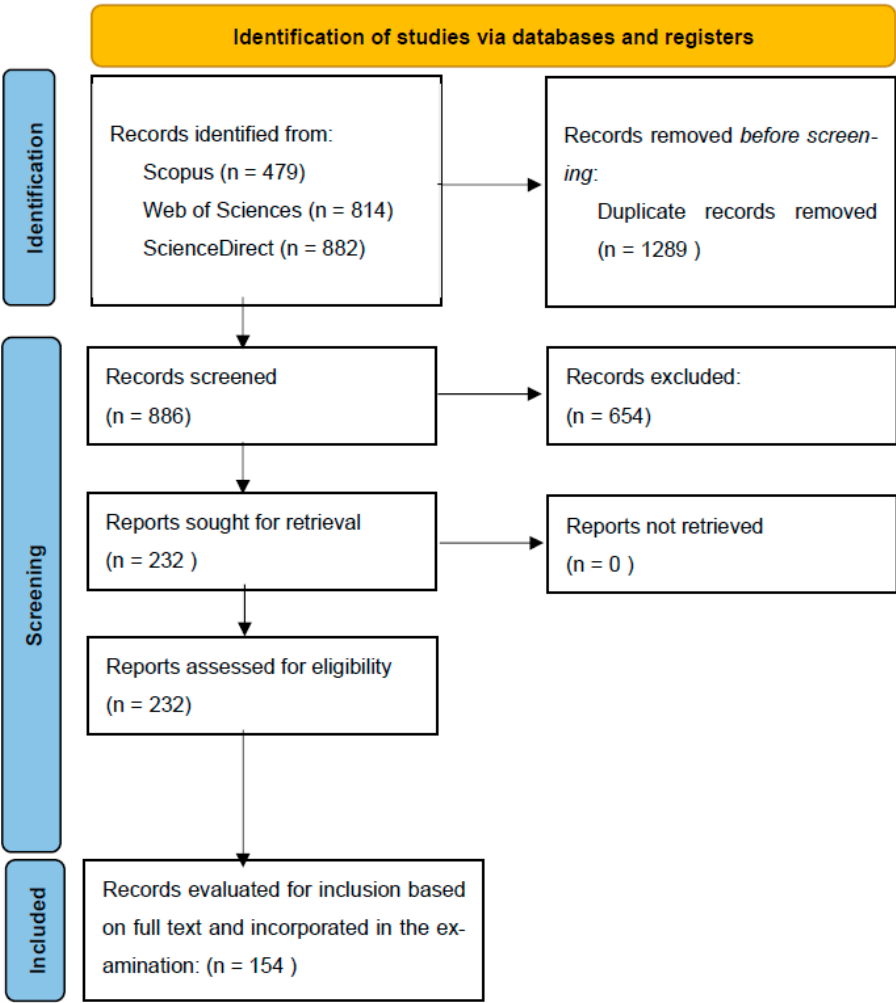 Identification of studies via databases and registers
Identification
Records identified from:
Scopus (n = 479)
Web of Sciences (n = 814)
ScienceDirect (n = 882)
Records removed before screen-
ing:
Duplicate records removed
(n = 1289 )
Screening
Records screened
(n = 886)
Records excluded:
(n = 654)
Reports sought for retrieval
(n = 232 )
Reports not retrieved
(n = 0 )
Reports assessed for eligibility
(n = 232)
Included
Records evaluated for inclusion based
on full text and incorporated in the ex-
amination: (n = 154 )